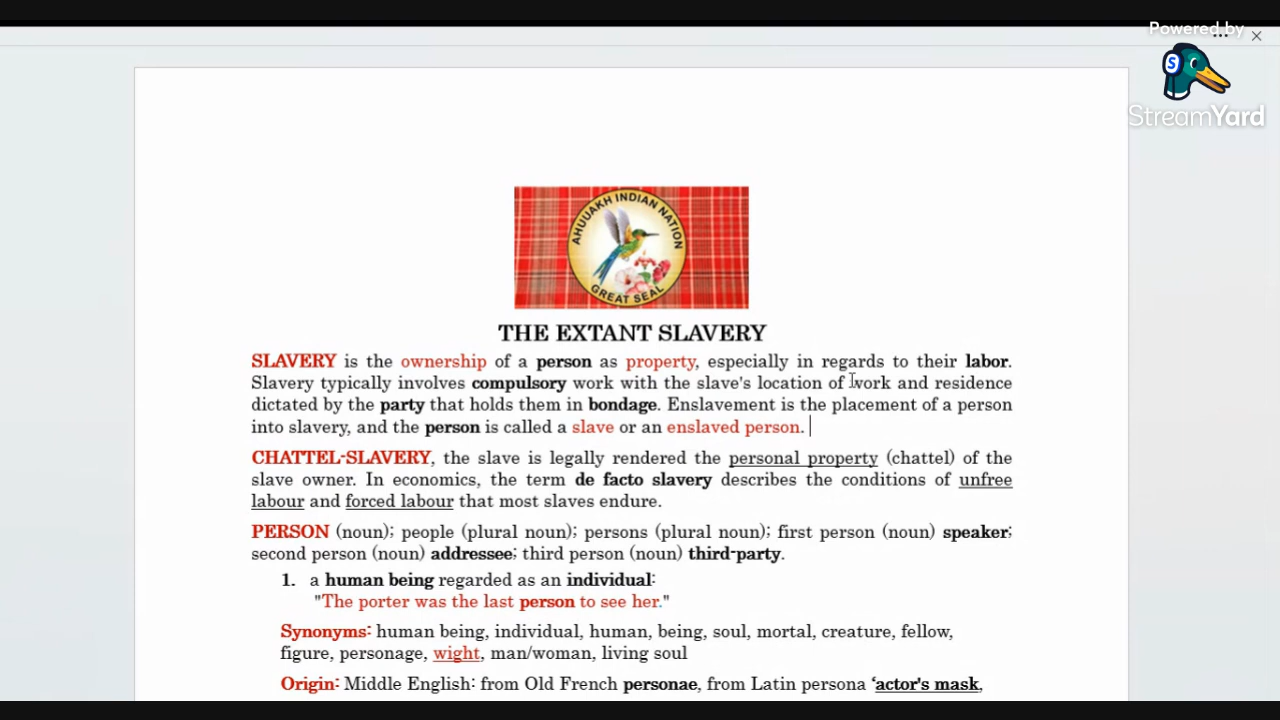 Powered by
StreamYard
AHUUAKH INDIAN NATION
GREAT SEAL
THE EXTANT SLAVERY
SLAVERY is the ownership of a person as property, especially in regards to their labor.
Slavery typically involves compulsory work with the slave's location of work and residence
dictated by the party that holds them in bondage. Enslavement is the placement of a person
into slavery, and the person is called a slave or an enslaved person.
CHATTEL-SLAVERY, the slave is legally rendered the personal property (chattel) of the
slave owner. In economics, the term de facto slavery describes the conditions of unfree
labour and forced labour that most slaves endure.
PERSON (noun); people (plural noun); persons (plural noun); first person (noun) speaker;
second person (noun) addressee; third person (noun) third-party.
1. a human being regarded as an individual:
"The porter was the last person to see her."
Synonyms: human being, individual, human, being, soul, mortal, creature, fellow,
figure, personage, wight, man/woman, living soul
Origin: Middle English: from Old French personae, from Latin persona ‘actor's mask,